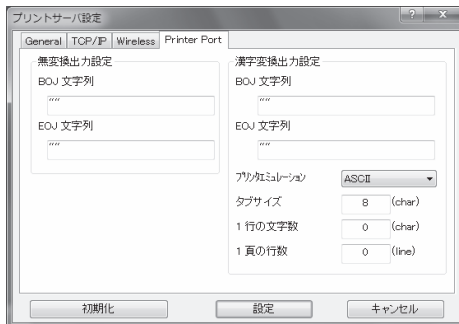 プリントサーバ設定
General TCP/IP Wireless Printer Port
無変換出力設定
BOJ 文字列
""
EOJ 文字列
""
漢字変換出力設定
BOJ 文字列
""
EOJ 文字列
""
プリンタエミュレーション ASCII
タブサイズ 8 (char)
1 行の文字数 0 (char)
1 頁の行数 0 (line)
初期化 設定 キャンセル